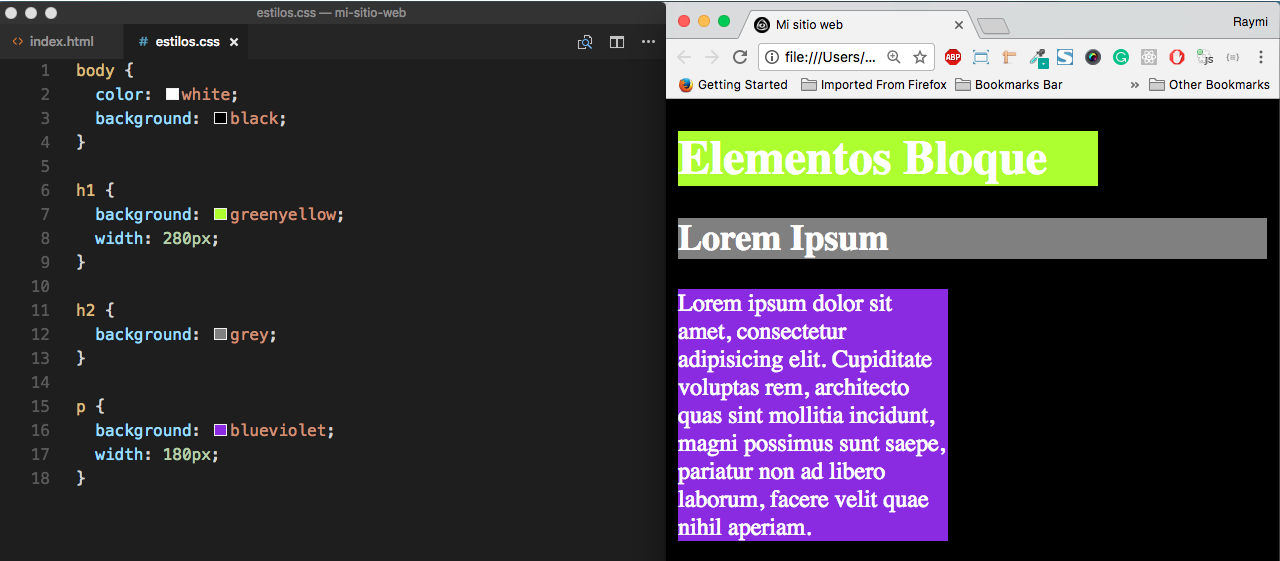 estilos.css — mi-sitio-web
<> index.html
# estilos.css ×
1 body {
2 color: white;
3 background: black;
4 }
5
6 h1 {
7 background: greenyellow;
8 width: 280px;
9 }
10
11 h2 {
12 background: grey;
13 }
14
15 p {
16 background: blueviolet;
17 width: 180px;
18 }
Mi sitio web
Raymi
file:///Users/...
ABP
S
G
JS
{≡}
Getting Started
Imported From Firefox
Bookmarks Bar
»
Other Bookmarks
Elementos Bloque
Lorem Ipsum
Lorem ipsum dolor sit
amet, consectetur
adipisicing elit. Cupiditate
voluptas rem, architecto
quas sint mollitia incidunt,
magni possimus sunt saepe,
pariatur non ad libero
laborum, facere velit quae
nihil aperiam.